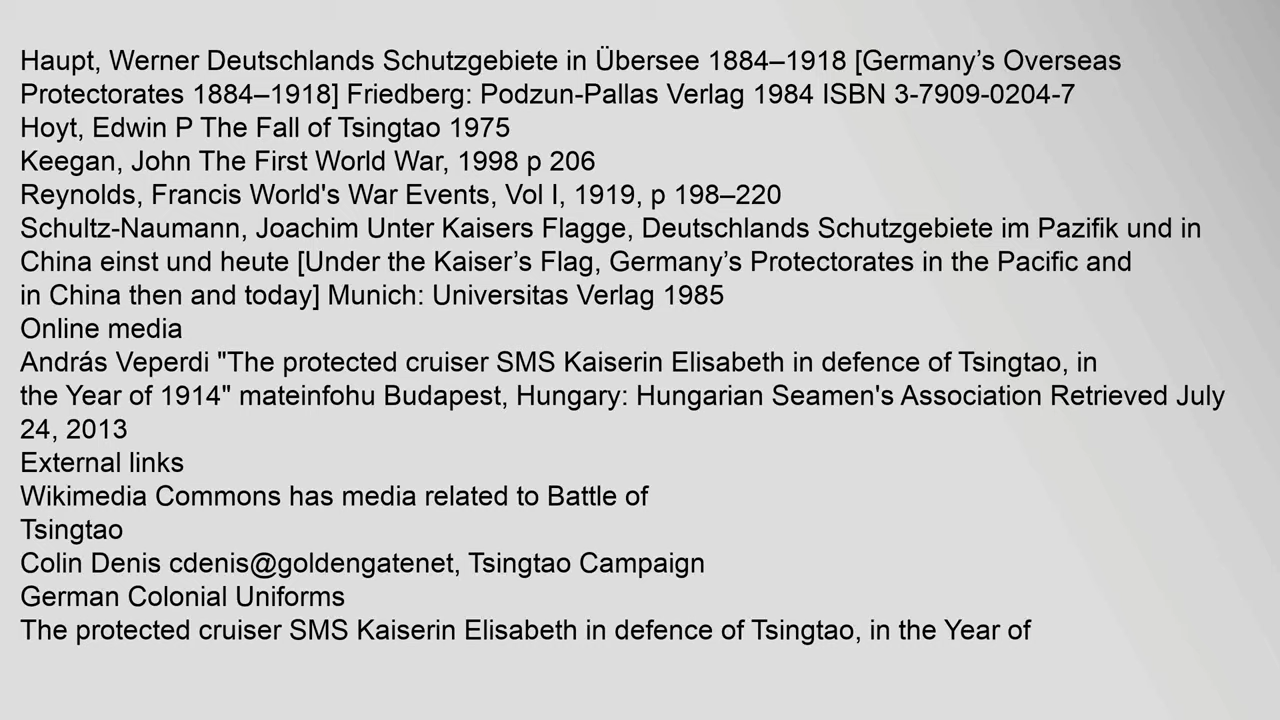 Haupt, Werner Deutschlands Schutzgebiete in Übersee 1884–1918 [Germany’s Overseas
Protectorates 1884–1918] Friedberg: Podzun-Pallas Verlag 1984 ISBN 3-7909-0204-7
Hoyt, Edwin P The Fall of Tsingtao 1975
Keegan, John The First World War, 1998 p 206
Reynolds, Francis World's War Events, Vol I, 1919, p 198–220
Schultz-Naumann, Joachim Unter Kaisers Flagge, Deutschlands Schutzgebiete im Pazifik und in
China einst und heute [Under the Kaiser’s Flag, Germany’s Protectorates in the Pacific and
in China then and today] Munich: Universitas Verlag 1985
Online media
András Veperdi "The protected cruiser SMS Kaiserin Elisabeth in defence of Tsingtao, in
the Year of 1914" mateinfohu Budapest, Hungary: Hungarian Seamen's Association Retrieved July
24, 2013
External links
Wikimedia Commons has media related to Battle of
Tsingtao
Colin Denis cdenis@goldengatenet, Tsingtao Campaign
German Colonial Uniforms
The protected cruiser SMS Kaiserin Elisabeth in defence of Tsingtao, in the Year of